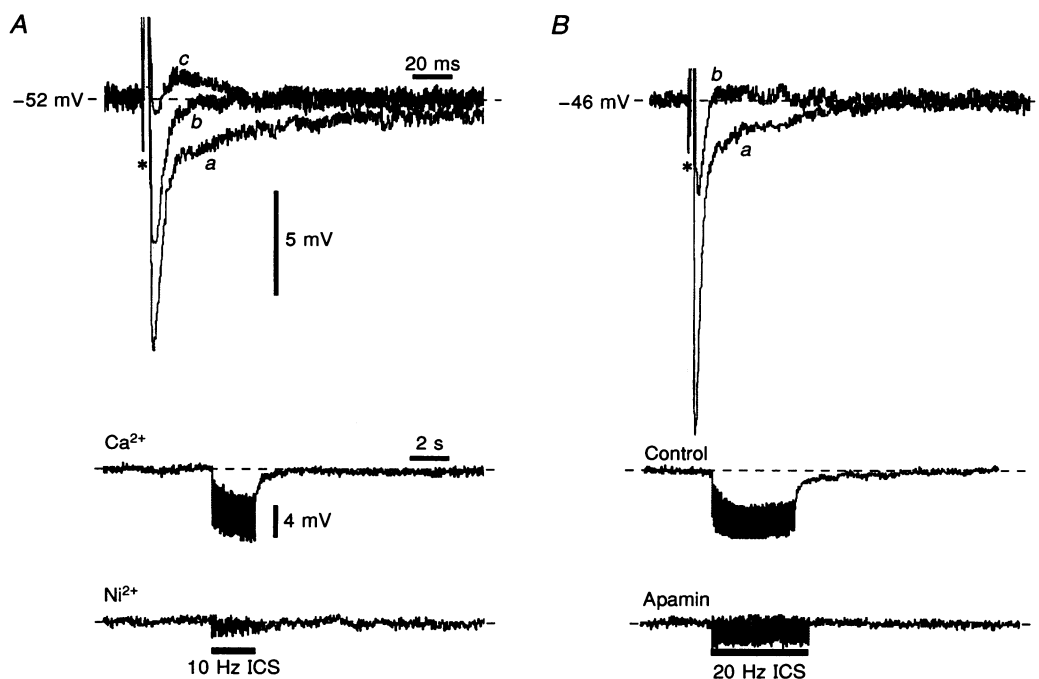 A
B
c
20 ms
b
−52 mV
−46 mV
b
a
a
*
*
5 mV
Ca2+
2 s
Control
4 mV
Ni2+
Apamin
10 Hz ICS
20 Hz ICS